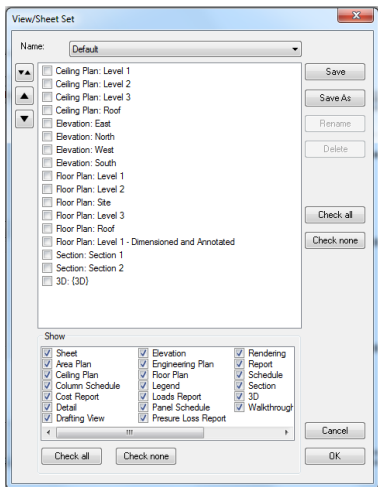 View/Sheet Set
Name: Default
Ceiling Plan: Level 1
Ceiling Plan: Level 2
Ceiling Plan: Level 3
Ceiling Plan: Roof
Elevation: East
Elevation: North
Elevation: West
Elevation: South
Floor Plan: Level 1
Floor Plan: Level 2
Floor Plan: Site
Floor Plan: Level 3
Floor Plan: Roof
Floor Plan: Level 1 - Dimensioned and Annotated
Section: Section 1
Section: Section 2
3D: {3D}
Save
Save As
Rename
Delete
Check all
Check none
Show
Sheet Elevation Rendering
Area Plan Engineering Plan Report
Ceiling Plan Floor Plan Schedule
Column Schedule Legend Section
Cost Report Loads Report 3D
Detail Panel Schedule Walkthrough
Drafting View Presure Loss Report
Check all Check none
Cancel
OK